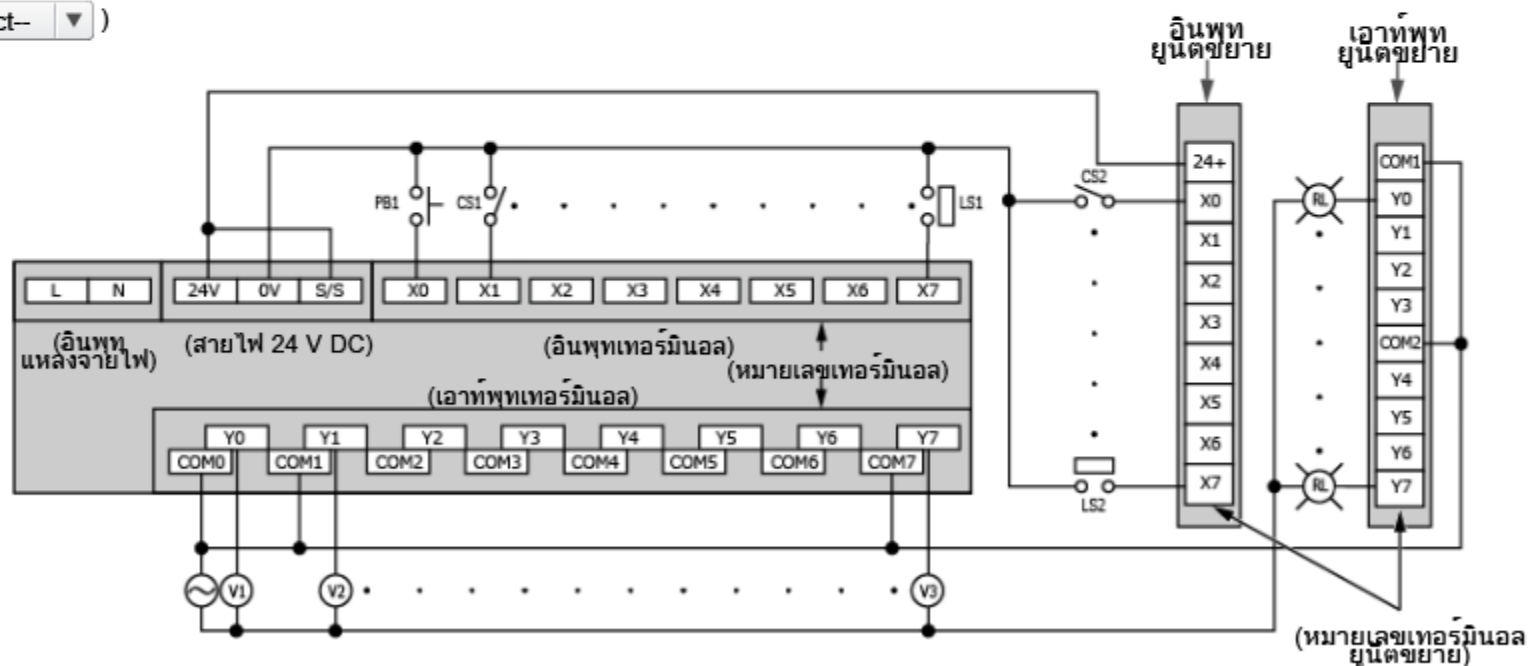 ct-- ▼ )
อินพุท
ยูนิตขยาย
เอาท์พุท
ยูนิตขยาย
24+
X0
X1
X2
X3
X4
X5
X6
X7
COM1
Y0
Y1
Y2
Y3
COM2
Y4
Y5
Y6
Y7
PB1
CS1
LS1
CS2
LS2
RL
RL
L N 24V 0V S/S X0 X1 X2 X3 X4 X5 X6 X7
(อินพุท
แหล่งจ่ายไฟ)
(สายไฟ 24 V DC)
(อินพุทเทอร์มินอล)
(หมายเลขเทอร์มินอล)
(เอาท์พุทเทอร์มินอล)
Y0 Y1 Y2 Y3 Y4 Y5 Y6 Y7
COM0 COM1 COM2 COM3 COM4 COM5 COM6 COM7
V1 V2 V3
(หมายเลขเทอร์มินอล
ยูนิตขยาย)